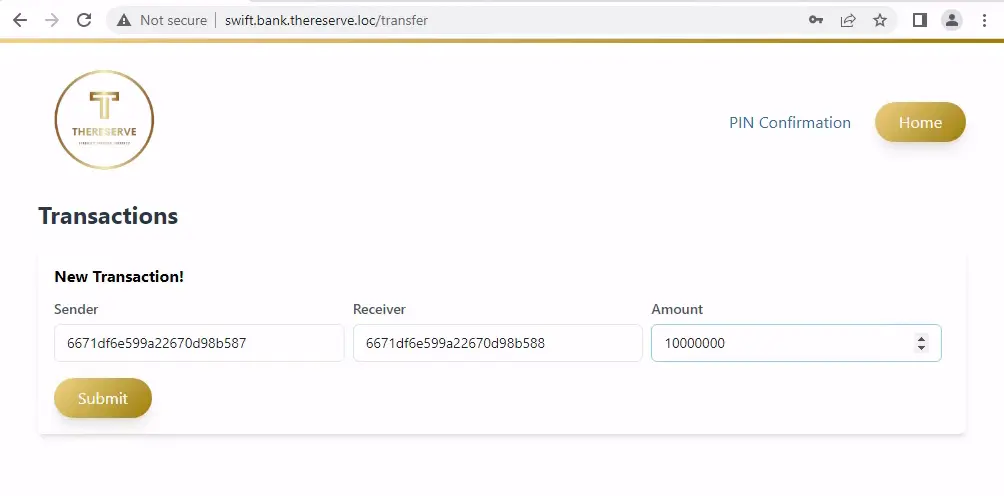 Not secure swift.bank.thereserve.loc/transfer
T
THERESERVE
PIN Confirmation
Home
Transactions
New Transaction!
Sender Receiver Amount
6671df6e599a22670d98b587 6671df6e599a22670d98b588 10000000
Submit